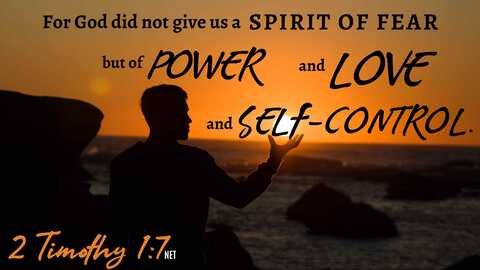 For God did not give us a SPIRIT OF FEAR
but of POWER and LOVE
and SELF-CONTROL.
2 Timothy 1:7 NET